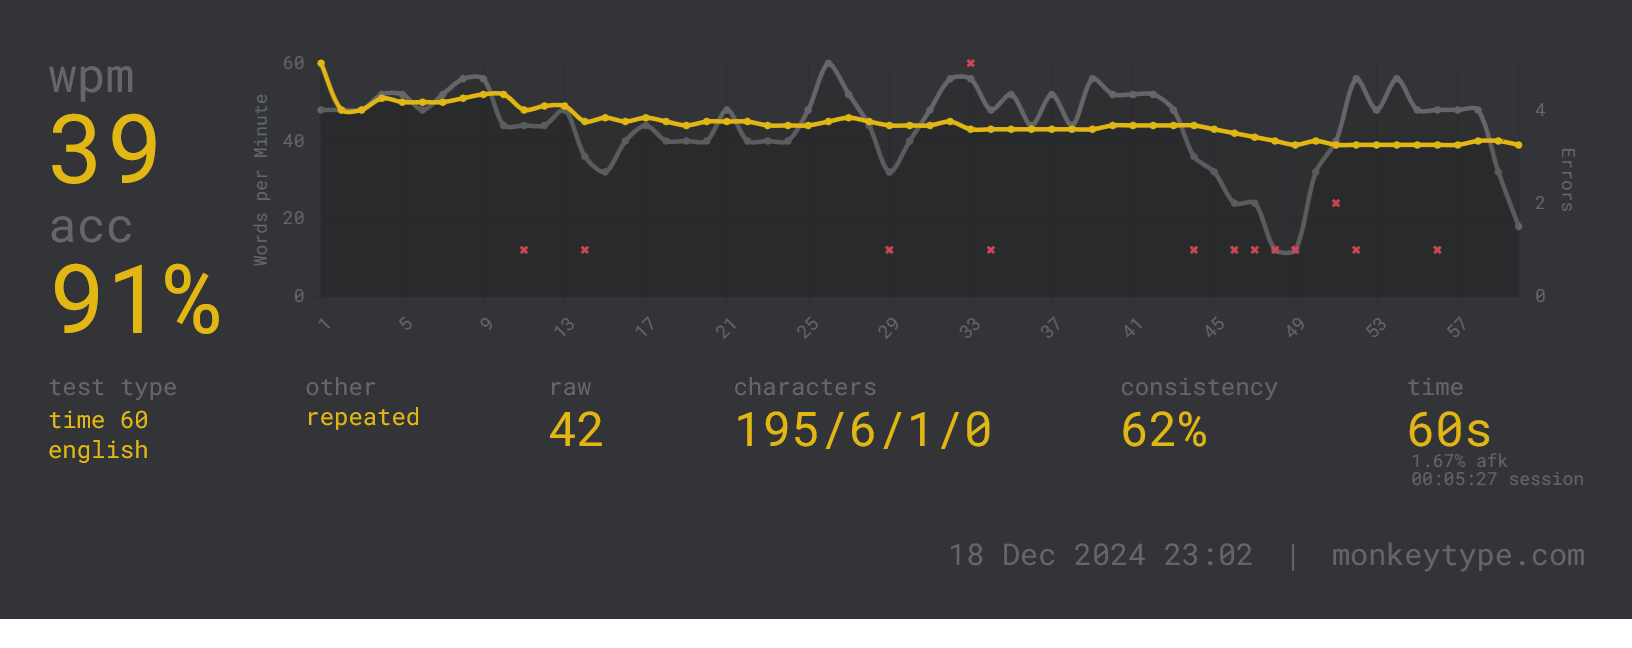 wpm
39
acc
91%
Words per Minute
60
40
20
0
1 5 9 13 17 21 25 29 33 37 41 45 49 53 57
4
2
0
Errors
test type
time 60
english
other
repeated
raw
42
characters
195/6/1/0
consistency
62%
time
60s
1.67% afk
00:05:27 session
18 Dec 2024 23:02 | monkeytype.com